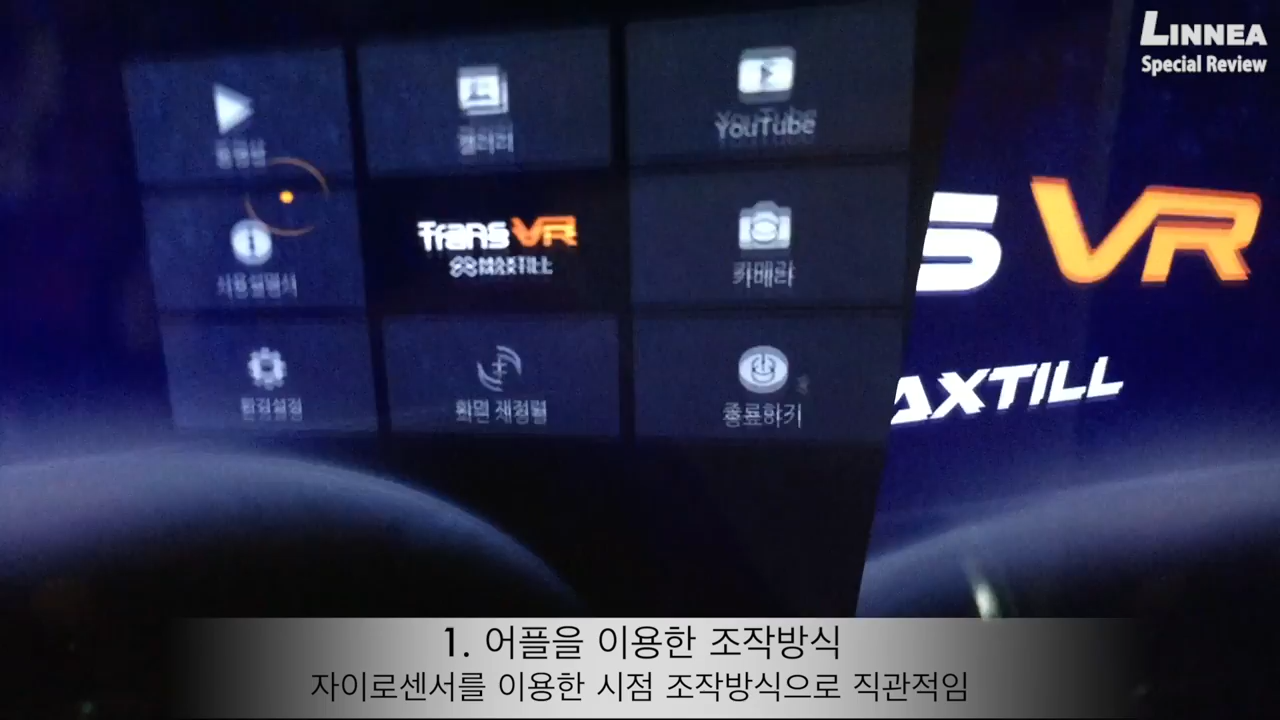 LINNEA
Special Review
동영상
갤러리
YouTube
사용설명서
Trans VR
MAXTILL
카메라
환경설정
화면 재정렬
종료하기
S VR
AXTILL
1. 어플을 이용한 조작방식
자이로센서를 이용한 시점 조작방식으로 직관적임